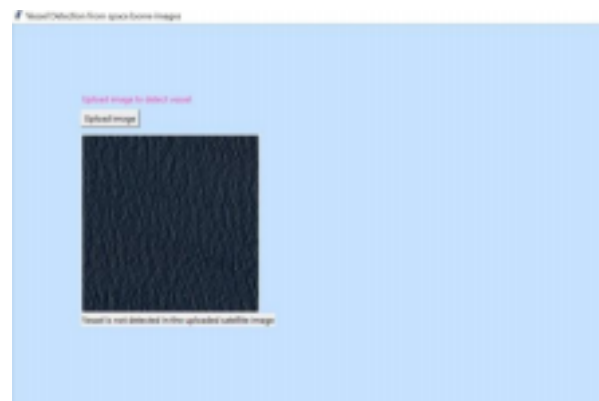 Vessel Detection from space borne images
Upload image to detect vessel
Upload image
Vessel is not detected in the uploaded satellite image